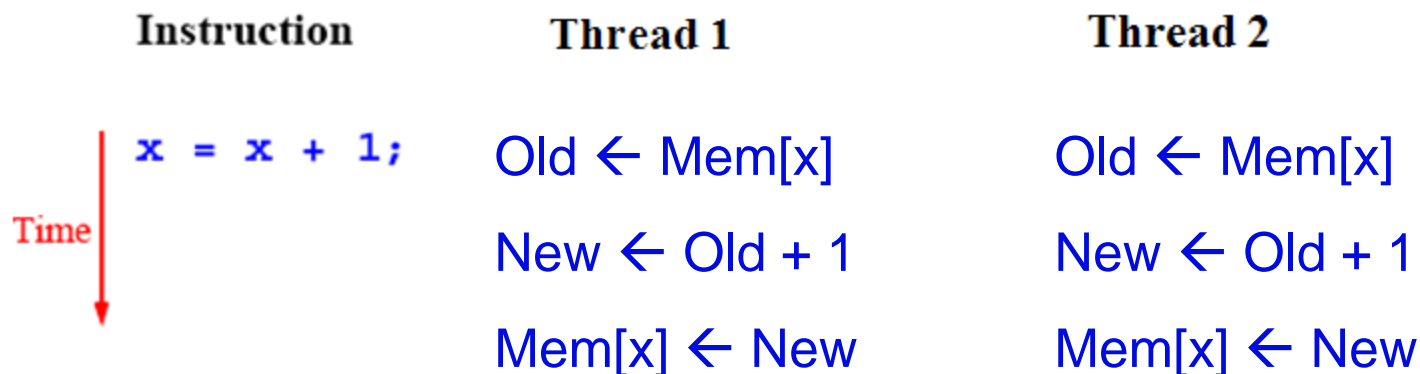 Instruction Thread 1 Thread 2
x = x + 1; Old ← Mem[x] Old ← Mem[x]
Time New ← Old + 1 New ← Old + 1
Mem[x] ← New Mem[x] ← New